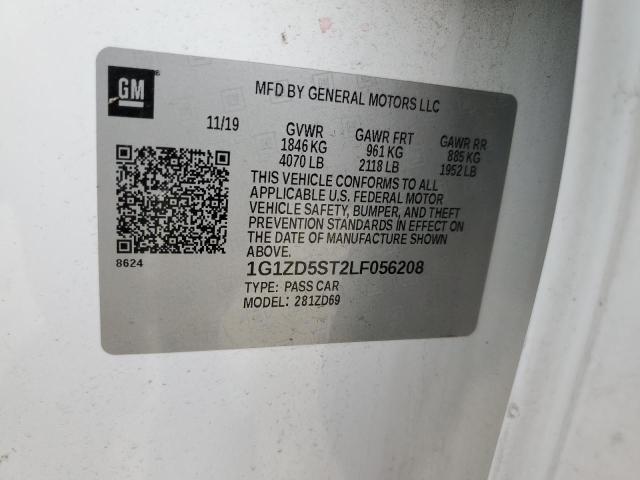 GM
MFD BY GENERAL MOTORS LLC
11/19 GVWR GAWR FRT GAWR RR
1846 KG 961 KG 885 KG
4070 LB 2118 LB 1952 LB
THIS VEHICLE CONFORMS TO ALL
APPLICABLE U.S. FEDERAL MOTOR
VEHICLE SAFETY, BUMPER, AND THEFT
PREVENTION STANDARDS IN EFFECT ON
THE DATE OF MANUFACTURE SHOWN
ABOVE.
8624
1G1ZD5ST2LF056208
TYPE: PASS CAR
MODEL: 281ZD69